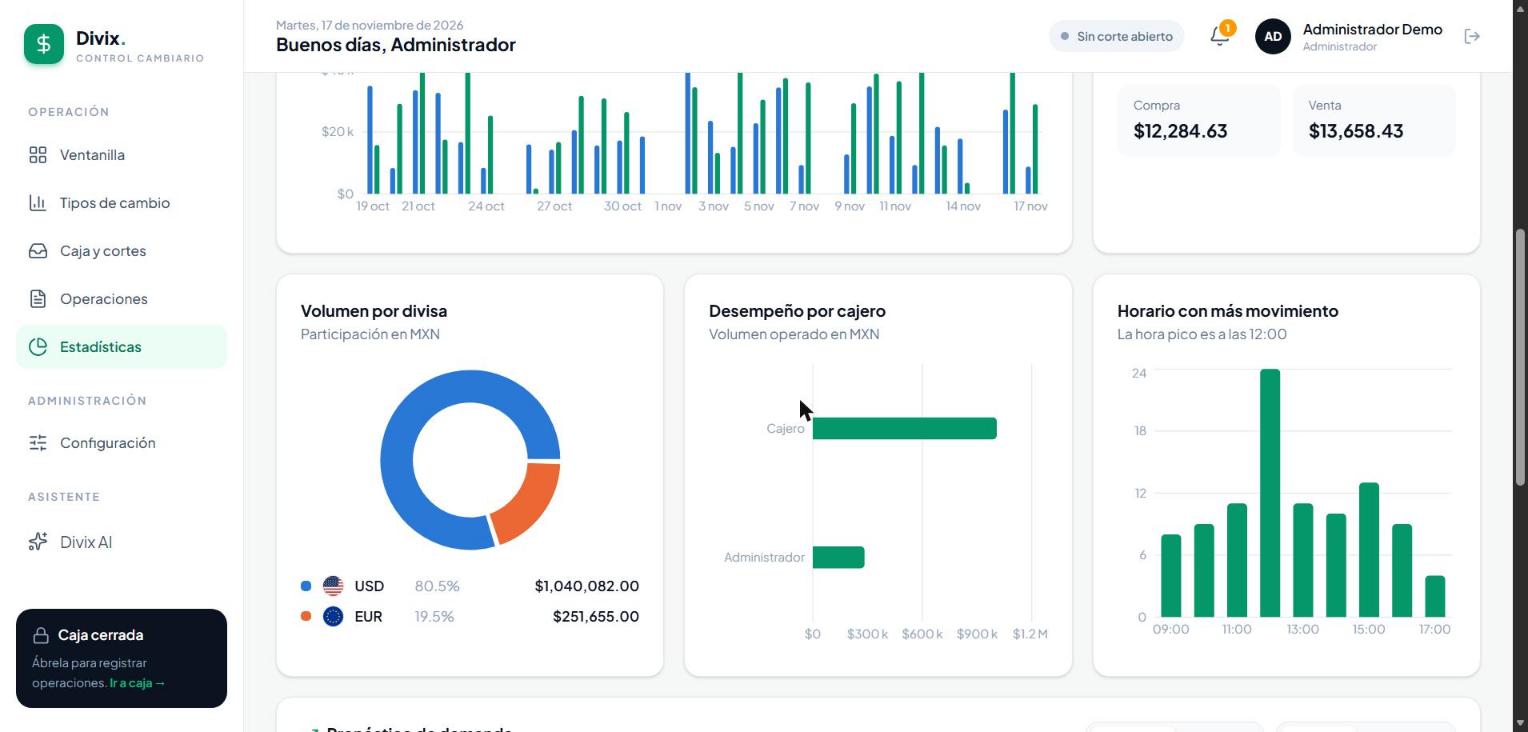 Divix.
CONTROL CAMBIARIO
OPERACIÓN
Ventanilla
Tipos de cambio
Caja y cortes
Operaciones
Estadísticas
ADMINISTRACIÓN
Configuración
ASISTENTE
Divix AI
Caja cerrada
Ábrela para registrar
operaciones. Ir a caja →
Martes, 17 de noviembre de 2026
Buenos días, Administrador
Sin corte abierto
1
AD
Administrador Demo
Administrador
$20 k
$0
19 oct 21 oct 24 oct 27 oct 30 oct 1 nov 3 nov 5 nov 7 nov 9 nov 11 nov 14 nov 17 nov
Compra
$12,284.63
Venta
$13,658.43
Volumen por divisa
Participación en MXN
USD 80.5% $1,040,082.00
EUR 19.5% $251,655.00
Desempeño por cajero
Volumen operado en MXN
Cajero
Administrador
$0 $300 k $600 k $900 k $1.2 M
Horario con más movimiento
La hora pico es a las 12:00
24
18
12
6
0
09:00 11:00 13:00 15:00 17:00
Pronóstico de demanda